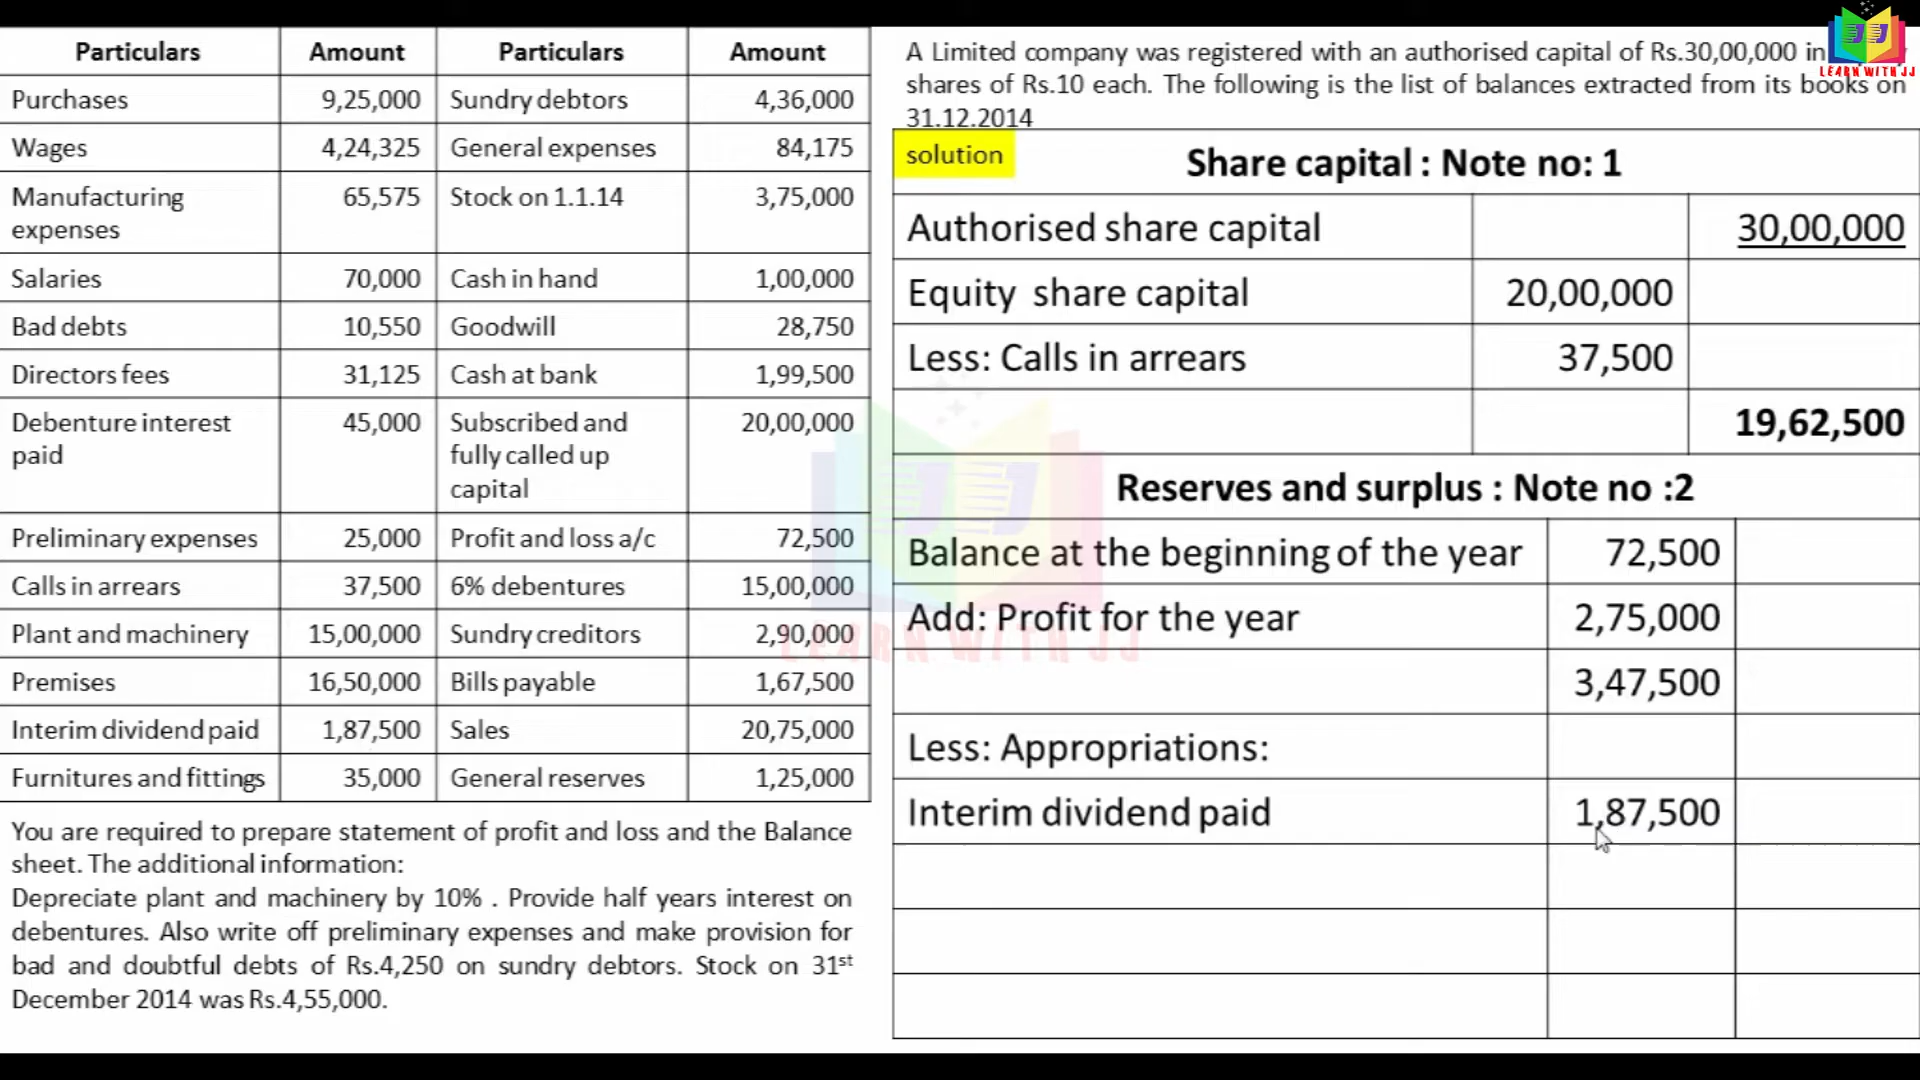 Particulars Amount Particulars Amount
Purchases 9,25,000 Sundry debtors 4,36,000
Wages 4,24,325 General expenses 84,175
Manufacturing expenses 65,575 Stock on 1.1.14 3,75,000
Salaries 70,000 Cash in hand 1,00,000
Bad debts 10,550 Goodwill 28,750
Directors fees 31,125 Cash at bank 1,99,500
Debenture interest paid 45,000 Subscribed and fully called up capital 20,00,000
Preliminary expenses 25,000 Profit and loss a/c 72,500
Calls in arrears 37,500 6% debentures 15,00,000
Plant and machinery 15,00,000 Sundry creditors 2,90,000
Premises 16,50,000 Bills payable 1,67,500
Interim dividend paid 1,87,500 Sales 20,75,000
Furnitures and fittings 35,000 General reserves 1,25,000
You are required to prepare statement of profit and loss and the Balance
sheet. The additional information:
Depreciate plant and machinery by 10% . Provide half years interest on
debentures. Also write off preliminary expenses and make provision for
bad and doubtful debts of Rs.4,250 on sundry debtors. Stock on 31st
December 2014 was Rs.4,55,000.
A Limited company was registered with an authorised capital of Rs.30,00,000 in
shares of Rs.10 each. The following is the list of balances extracted from its books on
31.12.2014
solution
Share capital : Note no: 1
Authorised share capital 30,00,000
Equity share capital 20,00,000
Less: Calls in arrears 37,500
19,62,500
Reserves and surplus : Note no :2
Balance at the beginning of the year 72,500
Add: Profit for the year 2,75,000
3,47,500
Less: Appropriations:
Interim dividend paid 1,87,500
LEARN WITH JJ
LEARN WITH JJ